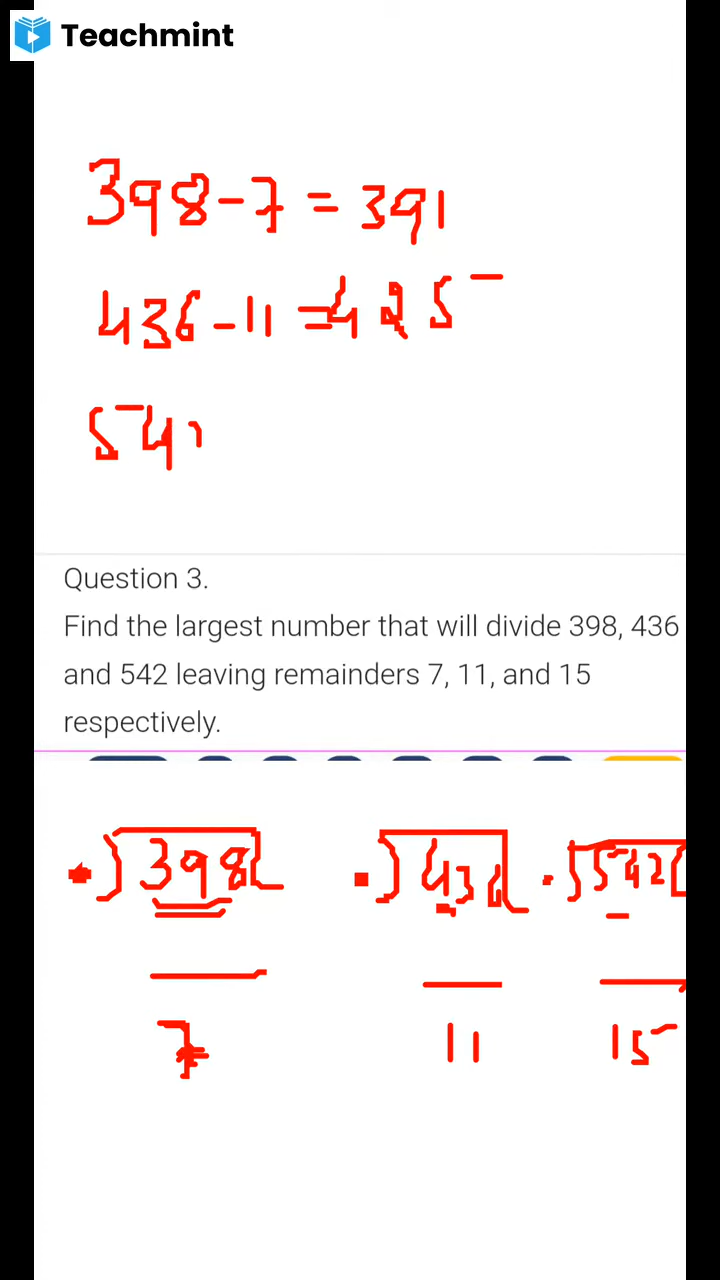 Teachmint
398-7 = 391
436-11 = 425
54
Question 3.
Find the largest number that will divide 398, 436
and 542 leaving remainders 7, 11, and 15
respectively.
398 436 542
7 11 15